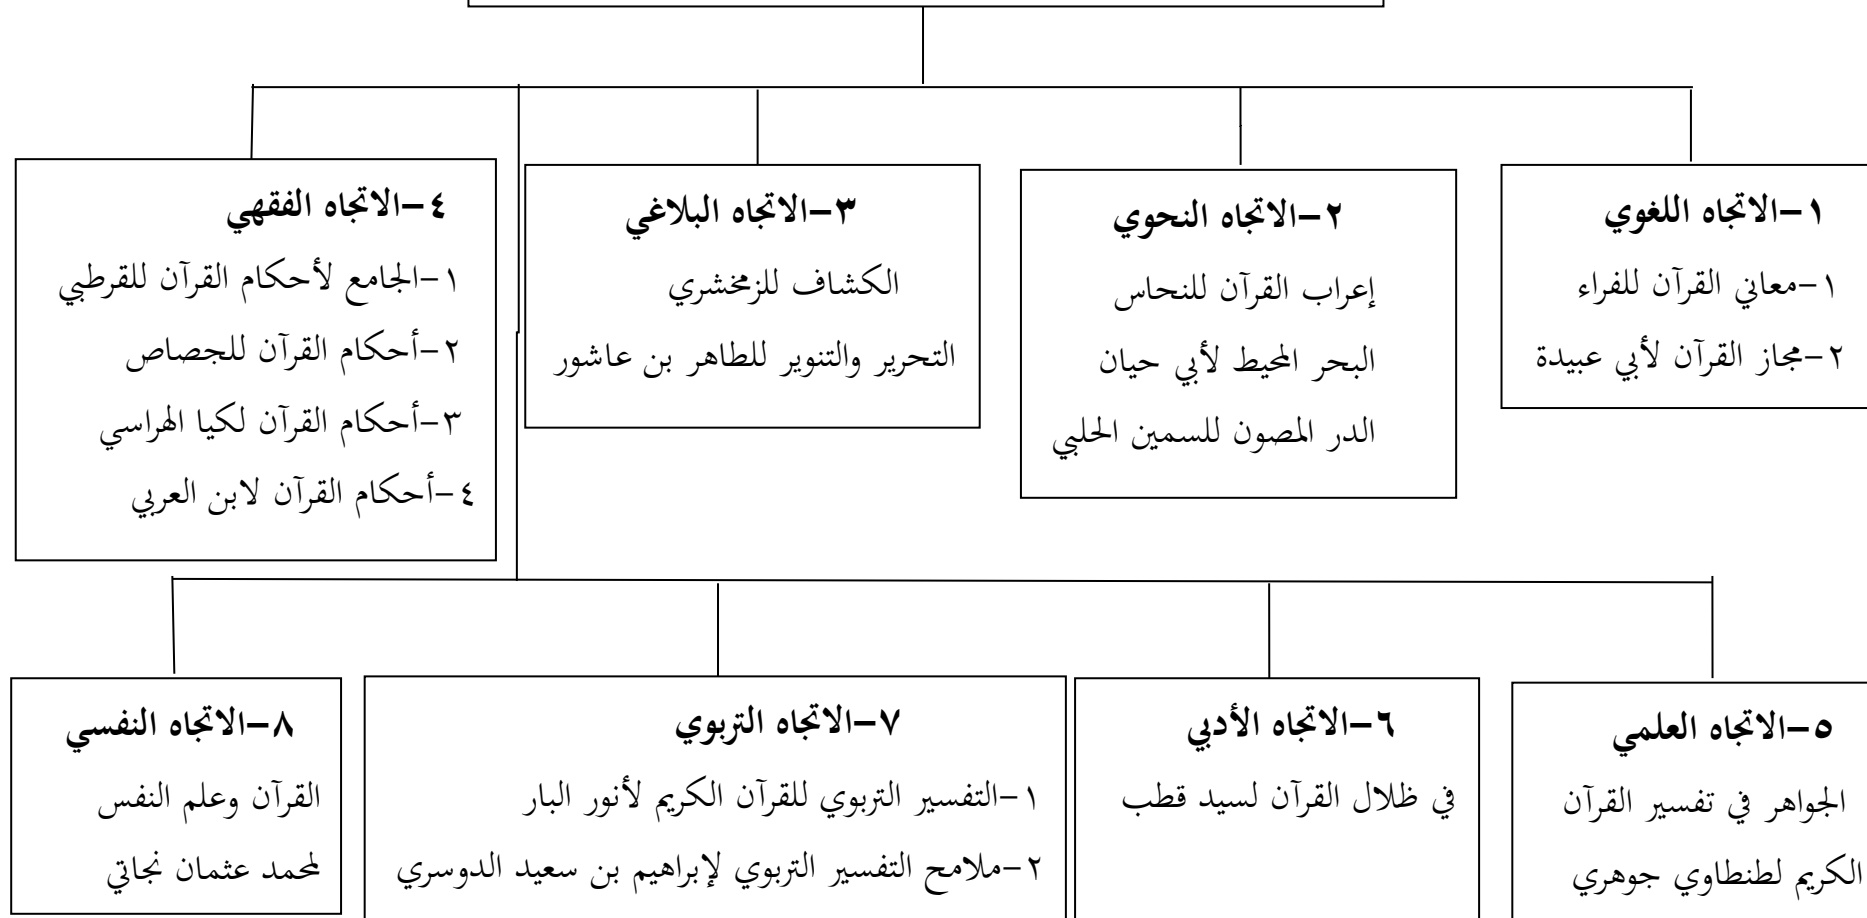 ١-الاتجاه اللغوي
١-معاني القرآن للفراء
٢-مجاز القرآن لأبي عبيدة
٢-الاتجاه النحوي
إعراب القرآن للنحاس
البحر المحيط لأبي حيان
الدر المصون للسمين الحلبي
٣-الاتجاه البلاغي
الكشاف للزمخشري
التحرير والتنوير للطاهر بن عاشور
٤-الاتجاه الفقهي
١-الجامع لأحكام القرآن للقرطبي
٢-أحكام القرآن للجصاص
٣-أحكام القرآن لكيا الهراسي
٤-أحكام القرآن لابن العربي
٥-الاتجاه العلمي
الجواهر في تفسير القرآن
الكريم لطنطاوي جوهري
٦-الاتجاه الأدبي
في ظلال القرآن لسيد قطب
٧-الاتجاه التربوي
١-التفسير التربوي للقرآن الكريم لأنور الباز
٢-ملامح التفسير التربوي لإبراهيم بن سعيد الدوسري
٨-الاتجاه النفسي
القرآن وعلم النفس
لمحمد عثمان نجاتي